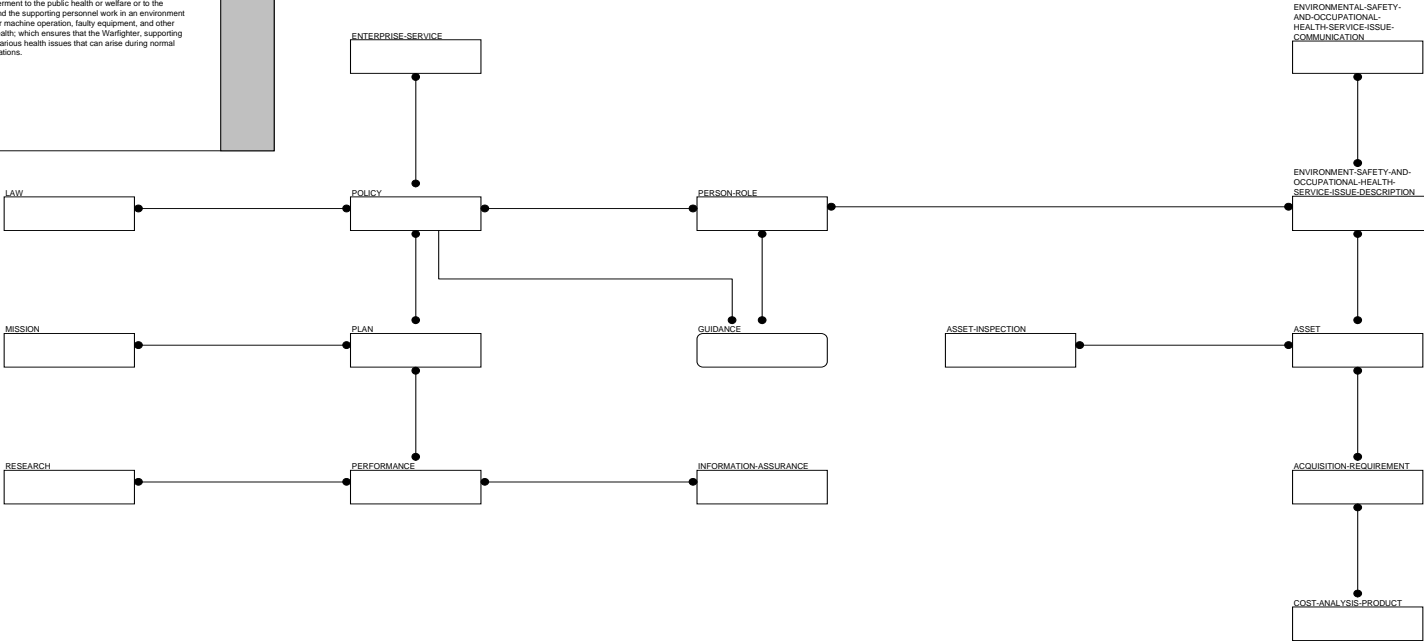 erment to the public health or welfare or to the
nd the supporting personnel work in an environment
r machine operation, faulty equipment, and other
ealth; which ensures that the Warfighter, supporting
arious health issues that can arise during normal
ations.
ENTERPRISE-SERVICE
ENVIRONMENTAL-SAFETY-
AND-OCCUPATIONAL-
HEALTH-SERVICE-ISSUE-
COMMUNICATION
LAW
POLICY
PERSON-ROLE
ENVIRONMENT-SAFETY-AND-
OCCUPATIONAL-HEALTH-
SERVICE-ISSUE-DESCRIPTION
MISSION
PLAN
GUIDANCE
ASSET-INSPECTION
ASSET
RESEARCH
PERFORMANCE
INFORMATION-ASSURANCE
ACQUISITION-REQUIREMENT
COST-ANALYSIS-PRODUCT